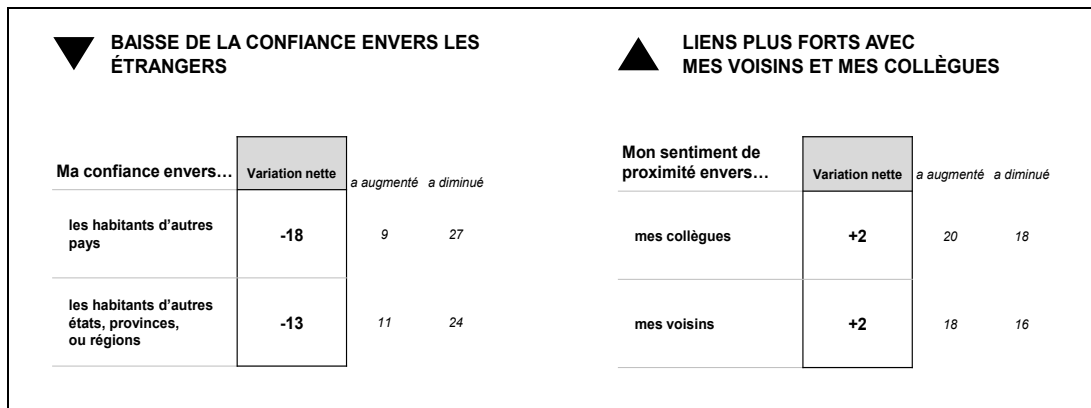 BAISSE DE LA CONFIANCE ENVERS LES
ÉTRANGERS
Ma confiance envers…
Variation nette
a augmenté
a diminué
les habitants d’autres
pays
-18
9
27
les habitants d’autres
états, provinces,
ou régions
-13
11
24
LIENS PLUS FORTS AVEC
MES VOISINS ET MES COLLÈGUES
Mon sentiment de
proximité envers…
Variation nette
a augmenté
a diminué
mes collègues
+2
20
18
mes voisins
+2
18
16